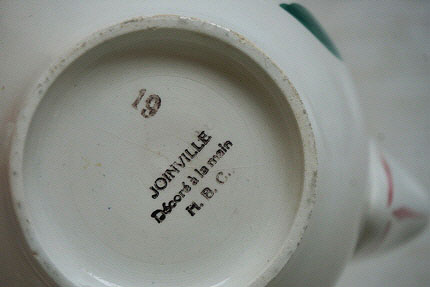 19
JOINVILLE
Décoré à la main
H. B. C.